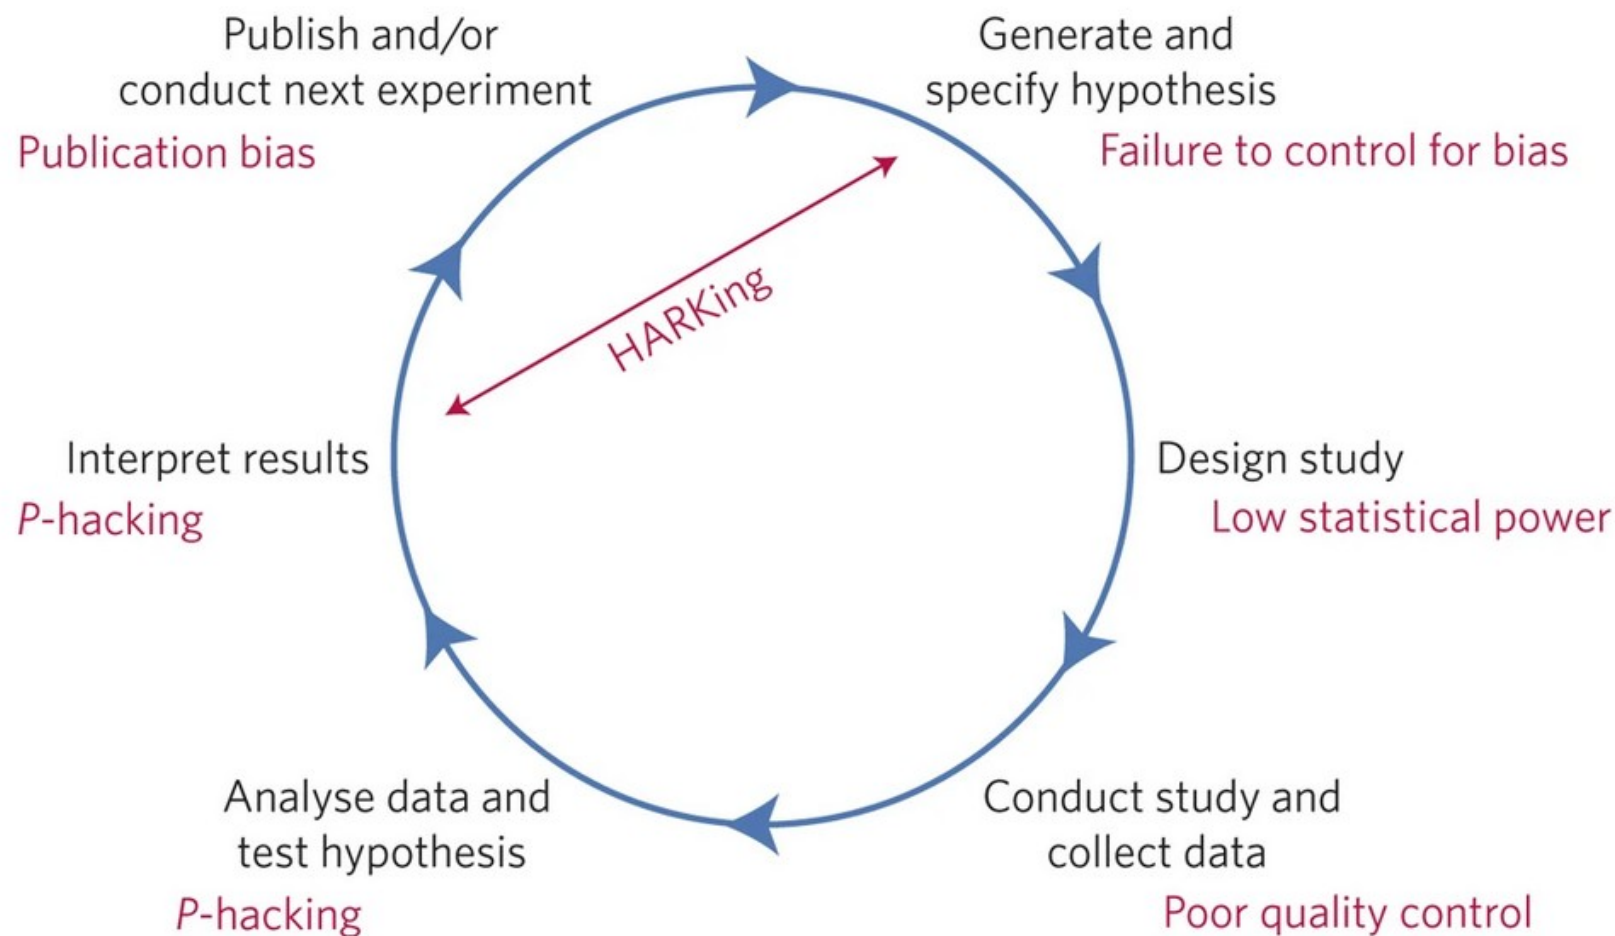 Publish and/or
conduct next experiment
Publication bias
Generate and
specify hypothesis
Failure to control for bias
HARKing
Interpret results
P-hacking
Design study
Low statistical power
Analyse data and
test hypothesis
P-hacking
Conduct study and
collect data
Poor quality control